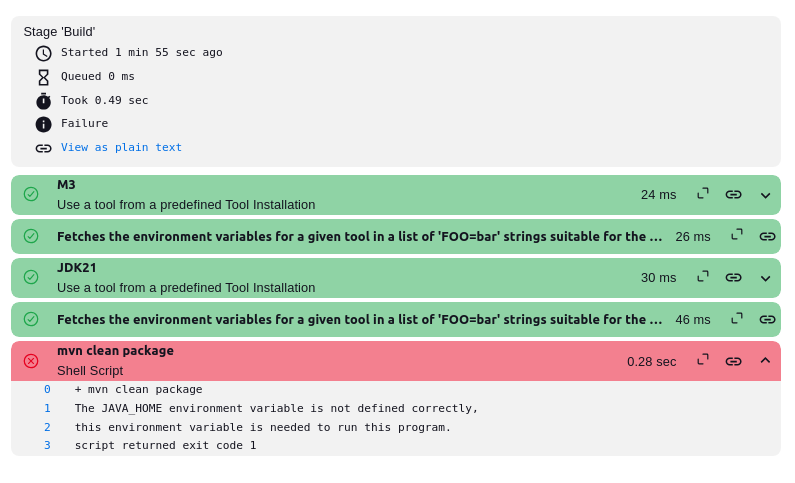 Stage 'Build'
Started 1 min 55 sec ago
Queued 0 ms
Took 0.49 sec
Failure
View as plain text
M3
Use a tool from a predefined Tool Installation
24 ms
Fetches the environment variables for a given tool in a list of 'FOO=bar' strings suitable for the ... 26 ms
JDK21
Use a tool from a predefined Tool Installation
30 ms
Fetches the environment variables for a given tool in a list of 'FOO=bar' strings suitable for the ... 46 ms
mvn clean package
Shell Script
0.28 sec
0 + mvn clean package
1 The JAVA_HOME environment variable is not defined correctly,
2 this environment variable is needed to run this program.
3 script returned exit code 1